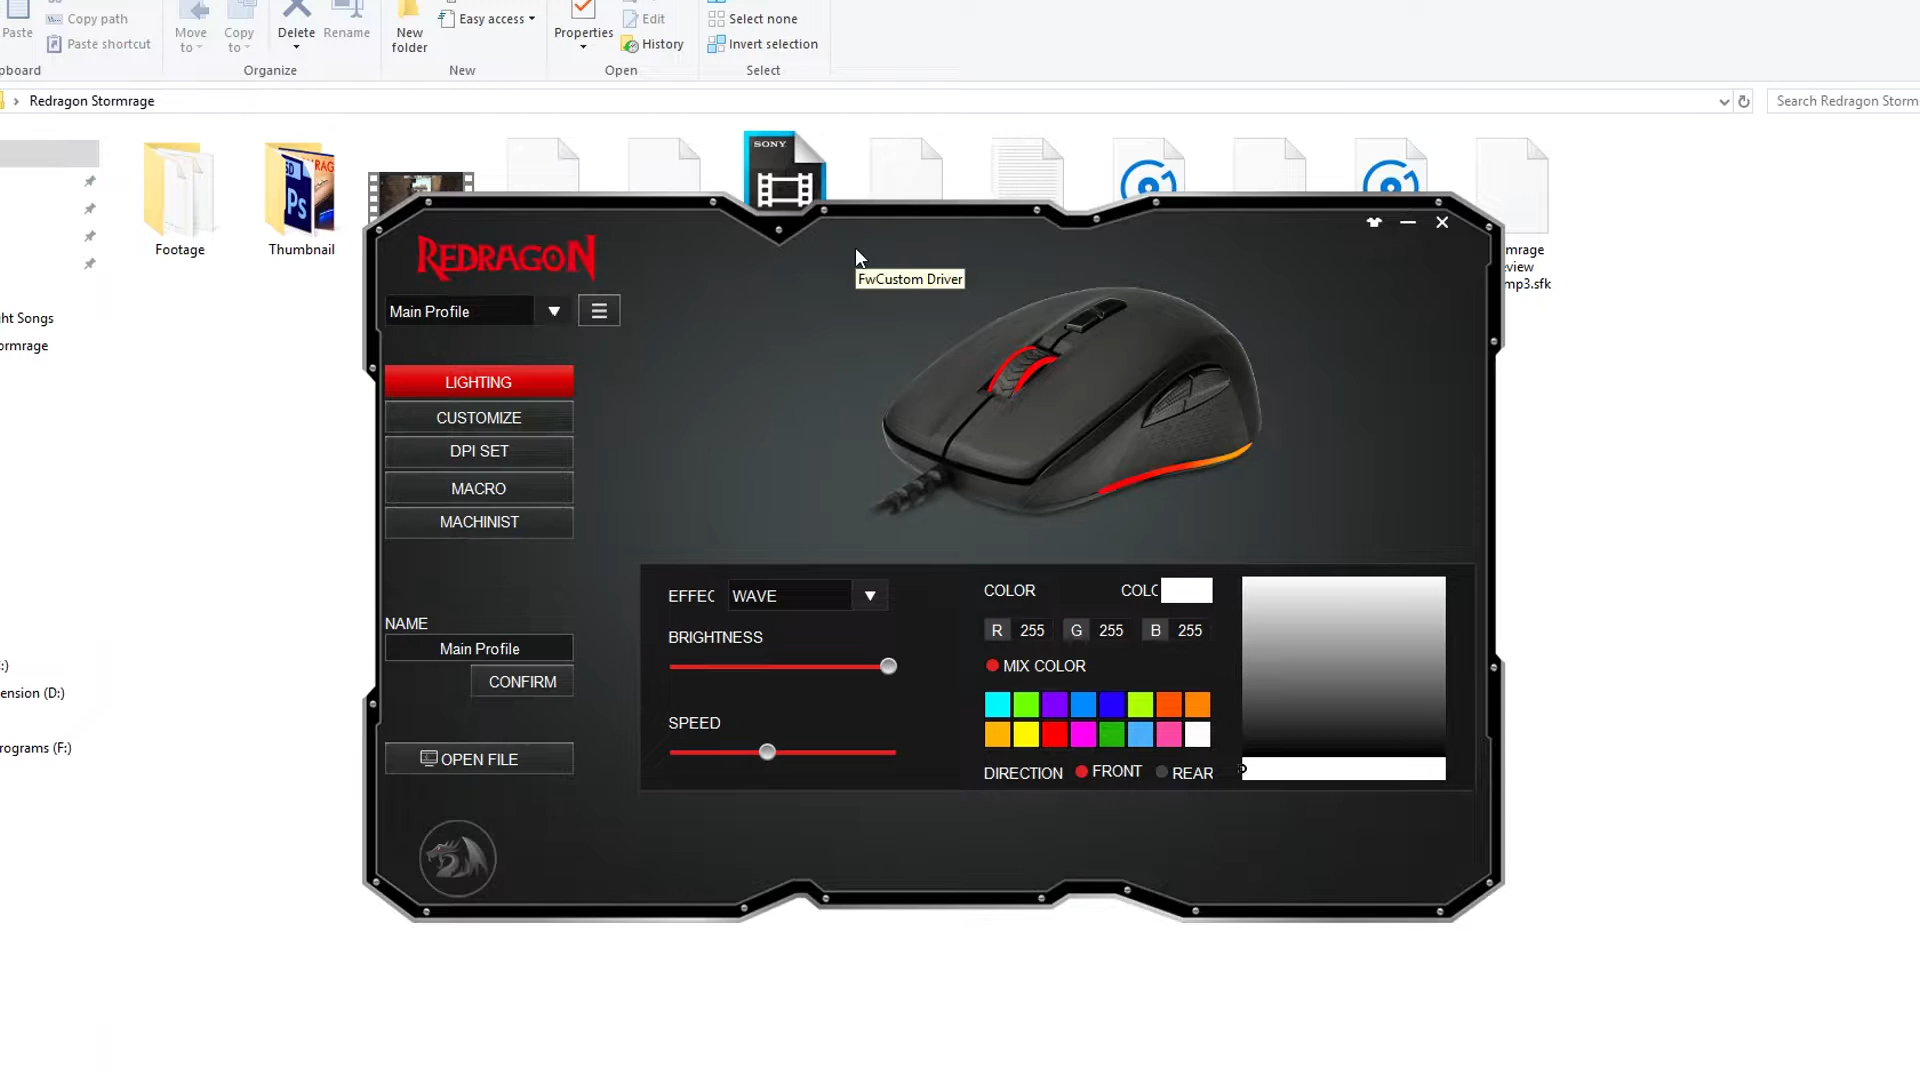 Paste
Copy path
Paste shortcut
Move
to
Copy
to
Delete
Rename
New
folder
Easy access
Properties
Edit
History
Select none
Invert selection
pboard
Organize
New
Open
Select
Redragon Stormrage
Search Redragon Storm
SONY
Footage
Thumbnail
mrage
eview
mp3.sfk
ht Songs
ormrage
:)
ension (D:)
rograms (F:)
REDRAGON
FwCustom Driver
Main Profile
LIGHTING
CUSTOMIZE
DPI SET
MACRO
MACHINIST
NAME
Main Profile
CONFIRM
OPEN FILE
EFFEC WAVE
BRIGHTNESS
SPEED
COLOR COLC
R 255 G 255 B 255
MIX COLOR
DIRECTION FRONT REAR